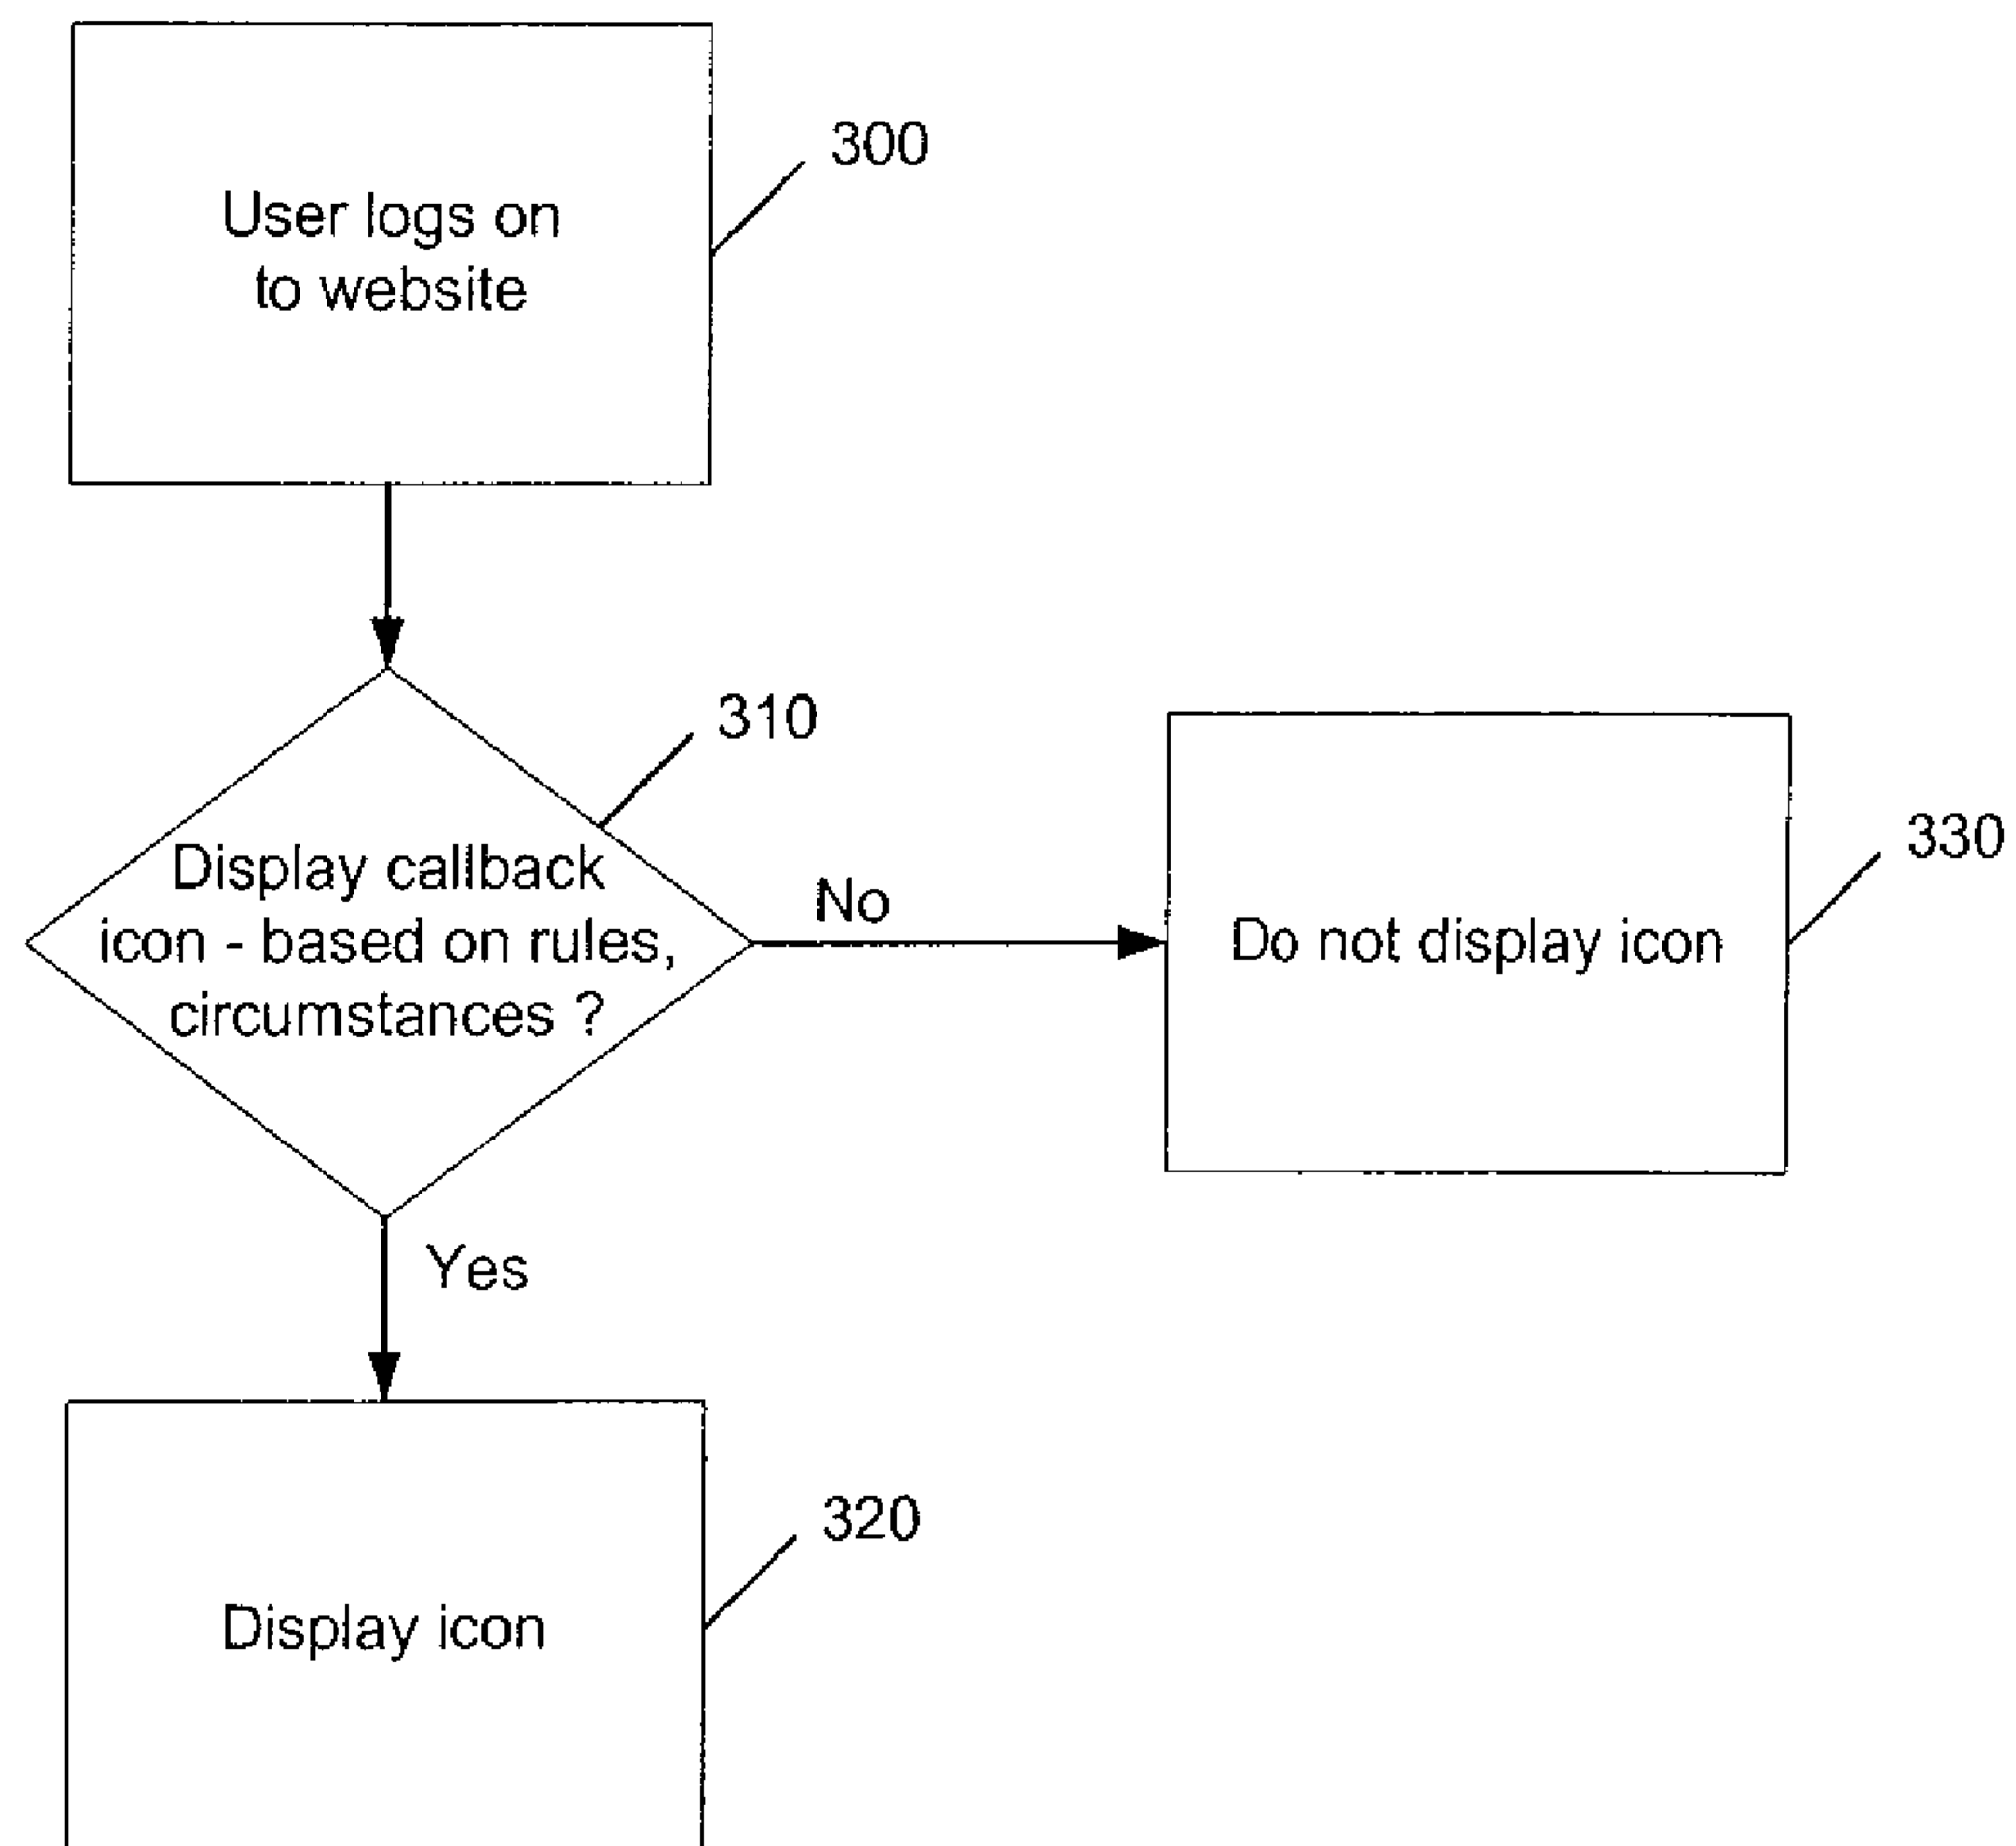 User logs on
to website
300
310
Display callback
icon - based on rules,
circumstances ?
No
Do not display icon
330
Yes
Display icon
320